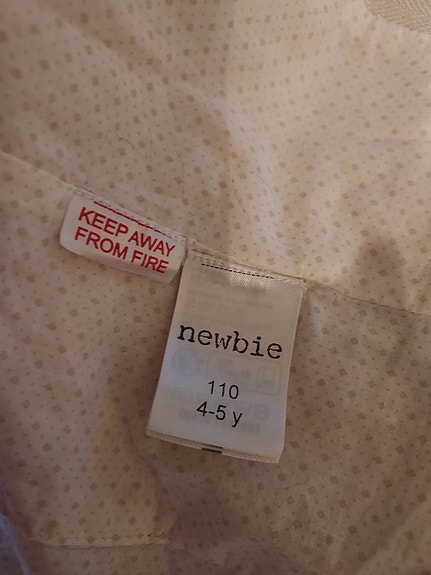 KEEP AWAY
FROM FIRE
newbie
110
4-5 y